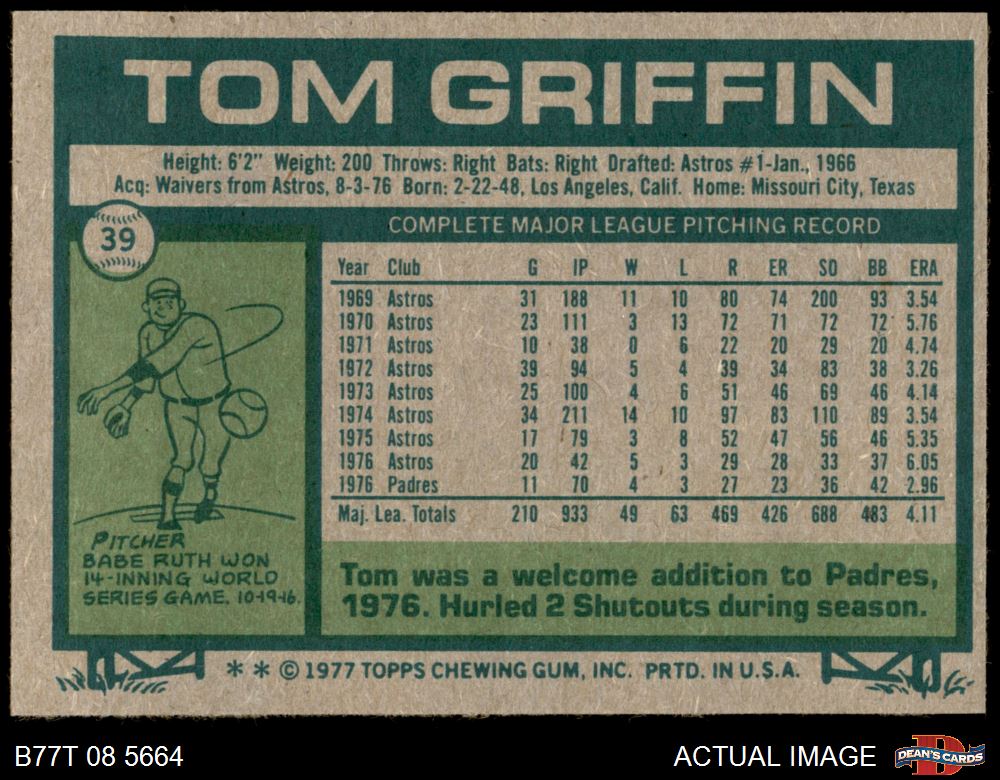 TOM GRIFFIN
Height: 6'2" Weight: 200 Throws: Right Bats: Right Drafted: Astros #1-Jan., 1966
Acq: Waivers from Astros, 8-3-76 Born: 2-22-48, Los Angeles, Calif. Home: Missouri City, Texas
39
COMPLETE MAJOR LEAGUE PITCHING RECORD
Year Club G IP W L R ER SO BB ERA
1969 Astros 31 188 11 10 80 74 200 93 3.54
1970 Astros 23 111 3 13 72 71 72 72 5.76
1971 Astros 10 38 0 6 22 20 29 20 4.74
1972 Astros 39 94 5 4 39 34 83 38 3.26
1973 Astros 25 100 4 6 51 46 69 46 4.14
1974 Astros 34 211 14 10 97 83 110 89 3.54
1975 Astros 17 79 3 8 52 47 56 46 5.35
1976 Astros 20 42 5 3 29 28 33 37 6.05
1976 Padres 11 70 4 3 27 23 36 42 2.96
Maj. Lea. Totals 210 933 49 63 469 426 688 483 4.11
PITCHER
BABE RUTH WON
14-INNING WORLD
SERIES GAME, 10-19-16.
Tom was a welcome addition to Padres,
1976. Hurled 2 Shutouts during season.
* * © 1977 TOPPS CHEWING GUM, INC. PRTD. IN U.S.A.
B77T 08 5664
ACTUAL IMAGE
D
DEAN'S CARDS